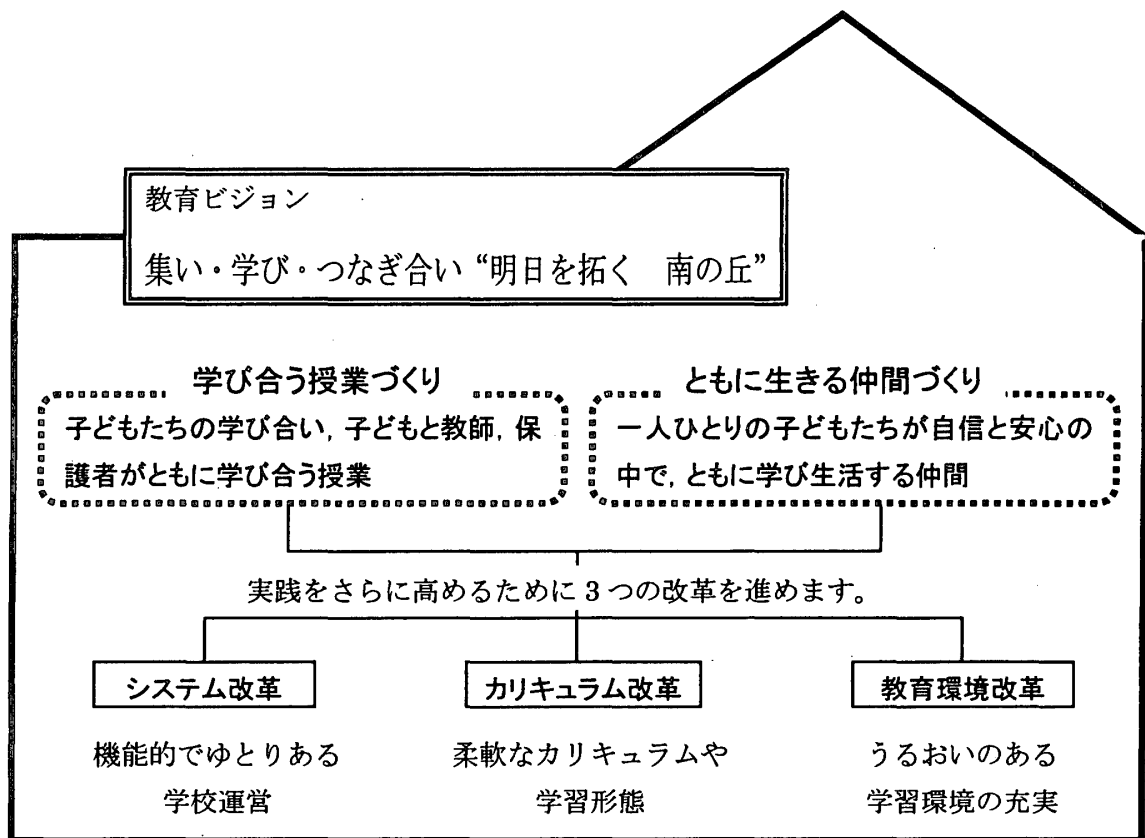 教育ビジョン
集い・学び・つなぎ合い “明日を拓く　南の丘”
学び合う授業づくり
子どもたちの学び合い, 子どもと教師, 保
護者がともに学び合う授業
ともに生きる仲間づくり
一人ひとりの子どもたちが自信と安心の
中で, ともに学び生活する仲間
実践をさらに高めるために 3 つの改革を進めます。
システム改革
機能的でゆとりある
学校運営
カリキュラム改革
柔軟なカリキュラムや
学習形態
教育環境改革
うるおいのある
学習環境の充実